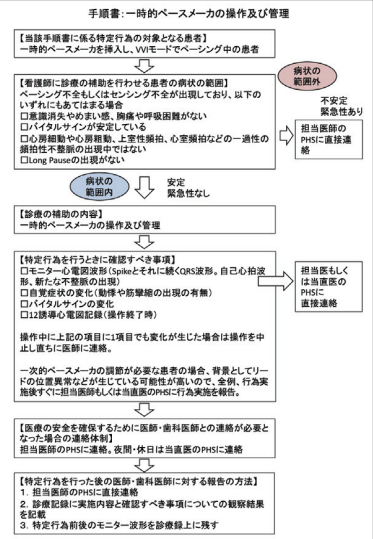 手順書：一時的ペースメーカの操作及び管理
【当該手順書に係る特定行為の対象となる患者】
一時的ペースメーカを挿入し、VVIモードでペーシング中の患者
【看護師に診療の補助を行わせる患者の病状の範囲】
ペーシング不全もしくはセンシング不全が出現しており、以下の
いずれにもあてはまる場合
□意識消失やめまい感、胸痛や呼吸困難がない
□バイタルサインが安定している
□心房細動や心房粗動、上室性頻拍、心室頻拍などの一過性の
頻拍性不整脈の出現中ではない
□Long Pauseの出現がない
病状の
範囲外
不安定
緊急性あり
担当医師の
PHSに直接連
絡
病状の
範囲内
安定
緊急性なし
【診療の補助の内容】
一時的ペースメーカの操作及び管理
【特定行為を行うときに確認すべき事項】
□モニター心電図波形（Spikeとそれに続くQRS波形。自己心拍波
形、新たな不整脈の出現）
□自覚症状の変化（動悸や筋攣縮の出現の有無）
□バイタルサインの変化
□12誘導心電図記録（操作終了時）
操作中に上記の項目に1項目でも変化が生じた場合は操作を中
止し直ちに医師に連絡。
一次的ペースメーカの調節が必要な患者の場合、背景としてリー
ドの位置異常などが生じている可能性が高いので、全例、行為実
施後すぐに担当医師もしくは当直医のPHSに行為実施を報告。
担当医もしく
は当直医の
PHSに
直接連絡
【医療の安全を確保するために医師・歯科医師との連絡が必要と
なった場合の連絡体制】
担当医師のPHSに連絡。夜間・休日は当直医のPHSに連絡
【特定行為を行った後の医師・歯科医師に対する報告の方法】
1．担当医師のPHSに直接連絡
2．診療記録に実施内容と確認すべき事項についての観察結果
を記載
3．特定行為前後のモニター波形を診療録上に残す